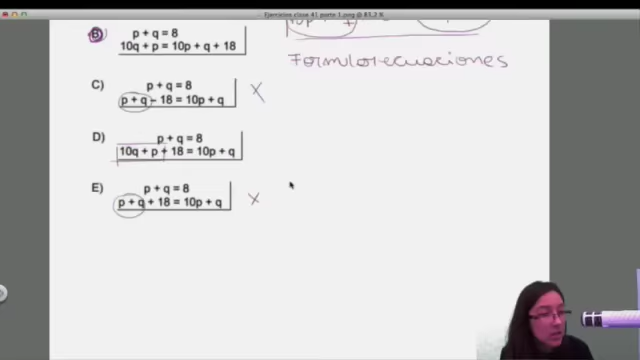 Ejercicios clase 41 parte 1.png @ 83,2 %
B) p + q = 8
10q + p = 10p + q + 18
Formular ecuaciones
C) p + q = 8
p + q – 18 = 10p + q
D) p + q = 8
10q + p + 18 = 10p + q
E) p + q = 8
p + q + 18 = 10p + q